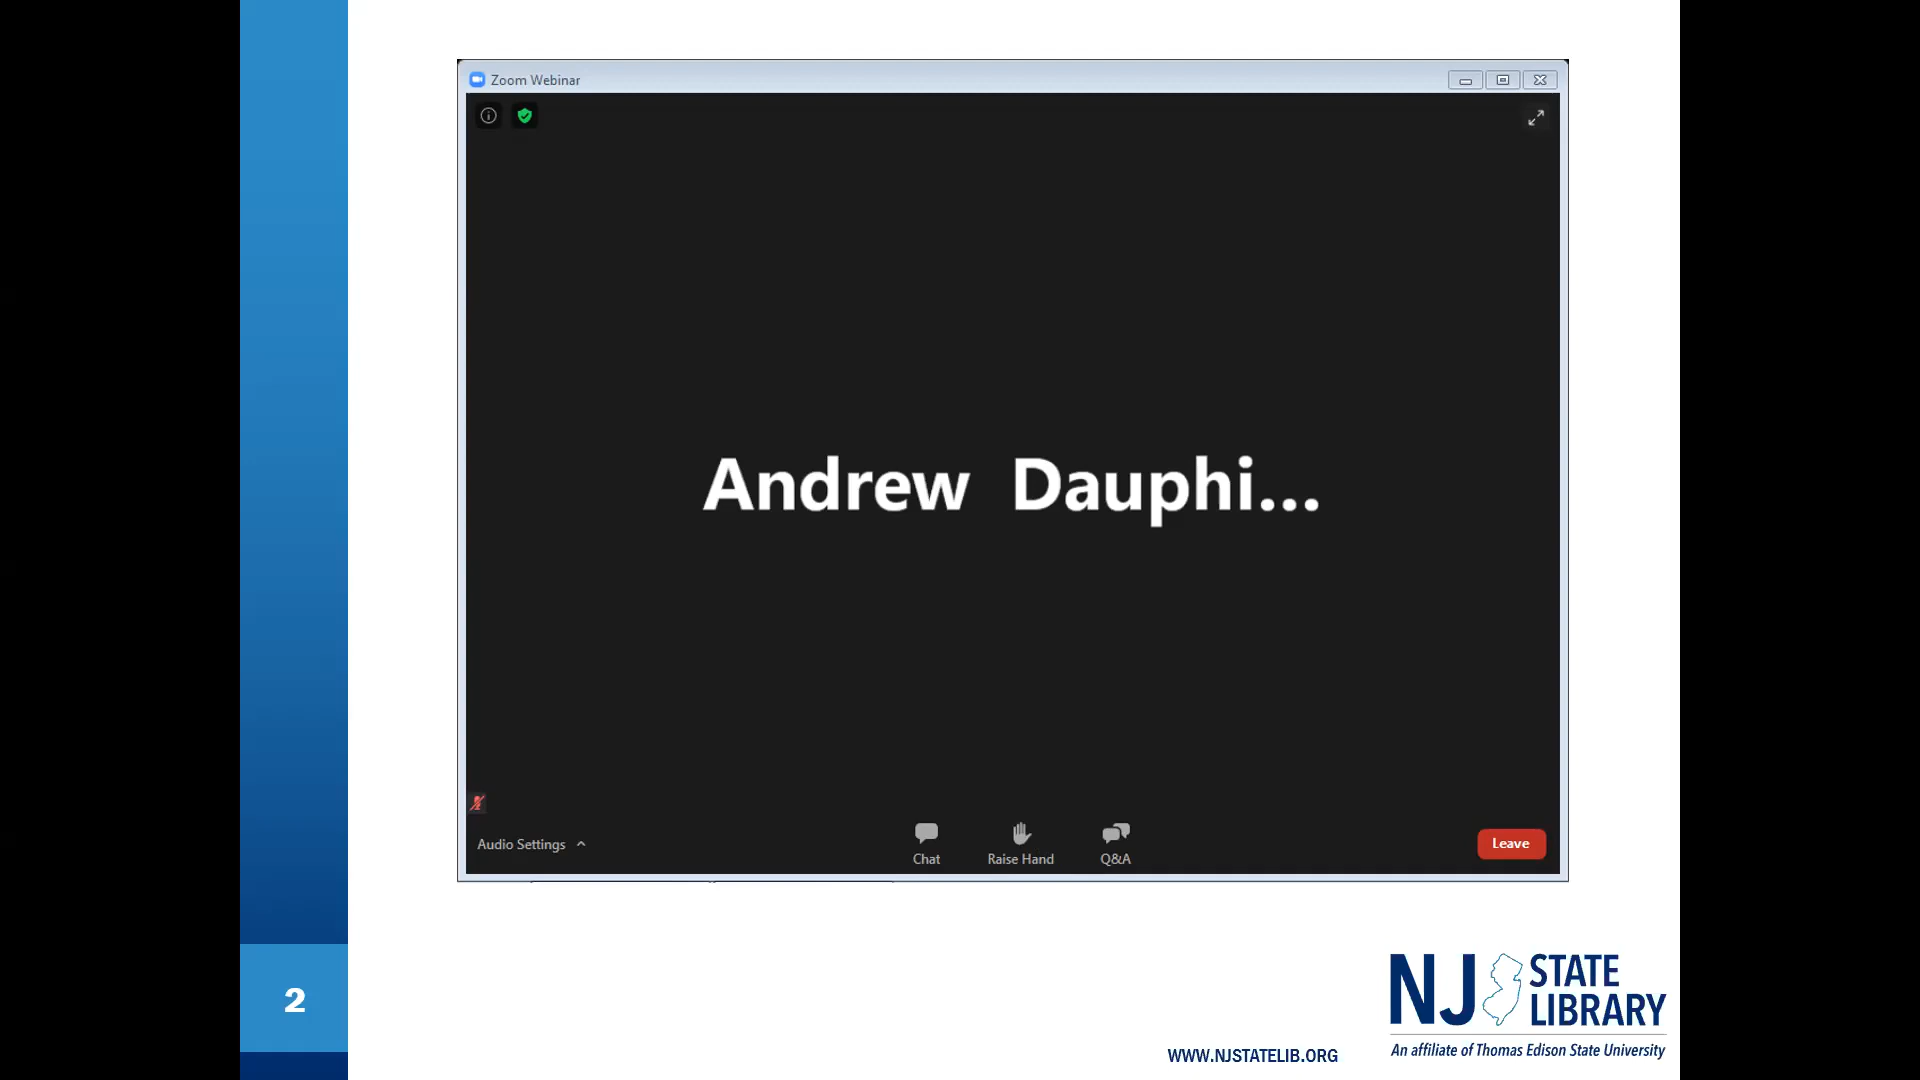 Zoom Webinar
Andrew Dauphi...
Audio Settings
Chat
Raise Hand
Q&A
Leave
2
NJ STATE LIBRARY
An affiliate of Thomas Edison State University
WWW.NJSTATELIB.ORG